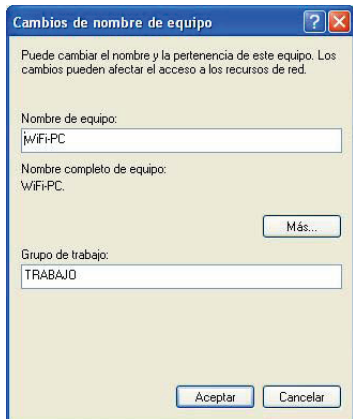 Cambios de nombre de equipo
Puede cambiar el nombre y la pertenencia de este equipo. Los
cambios pueden afectar el acceso a los recursos de red.
Nombre de equipo:
WiFi-PC
Nombre completo de equipo:
WiFi-PC.
Más...
Grupo de trabajo:
TRABAJO
Aceptar Cancelar